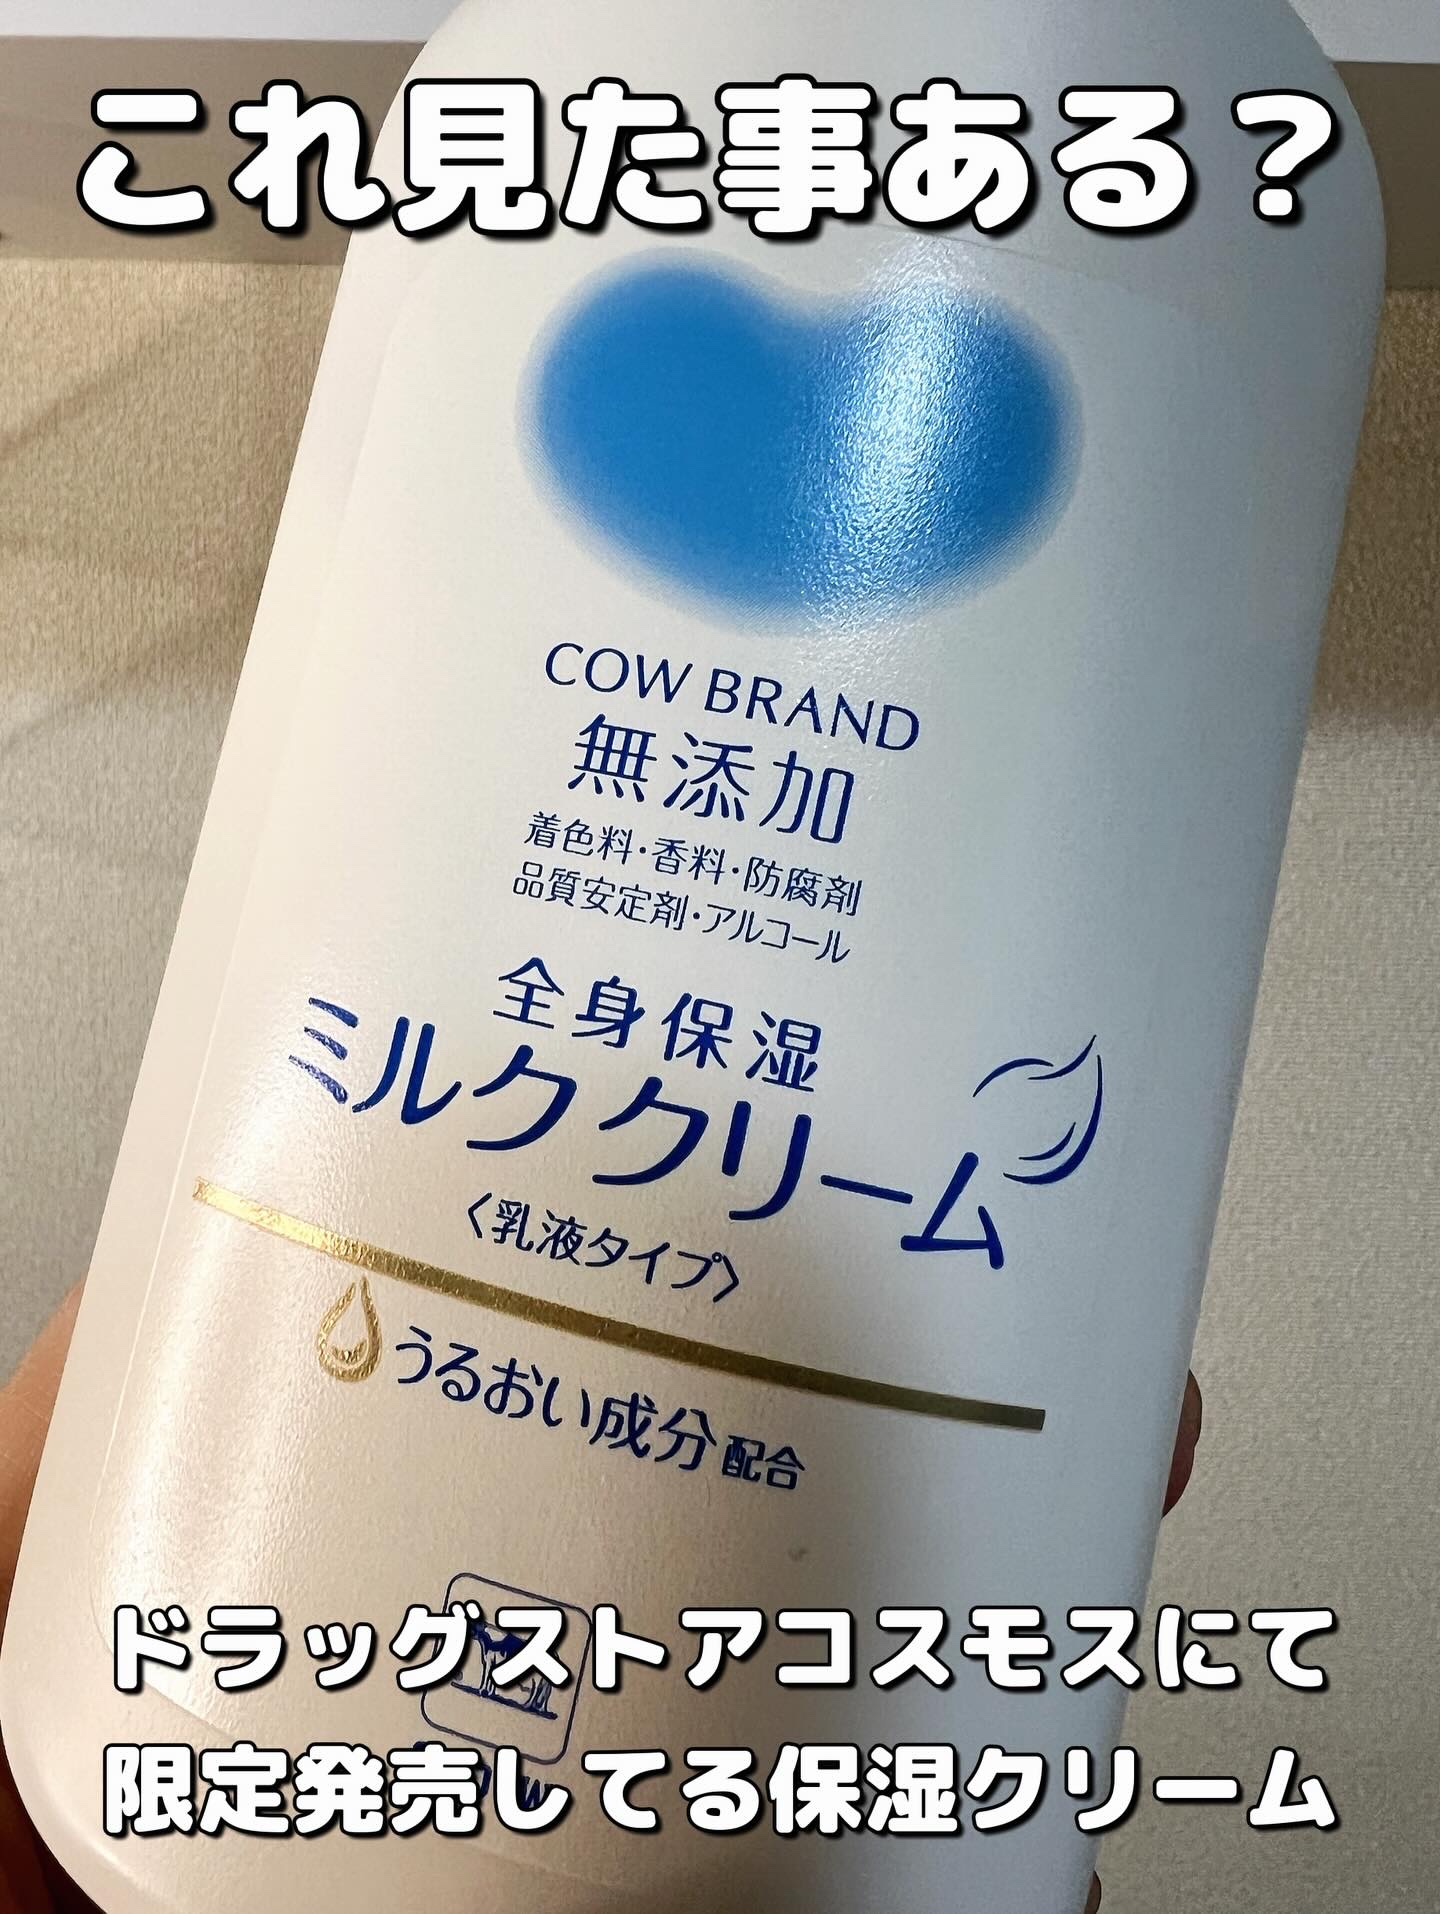 これ見た事ある？
COW BRAND
無添加
着色料・香料・防腐剤
品質安定剤・アルコール
全身保湿
ミルククリーム
〈乳液タイプ〉
うるおい成分配合
ドラッグストアコスモスにて
限定発売してる保湿クリーム